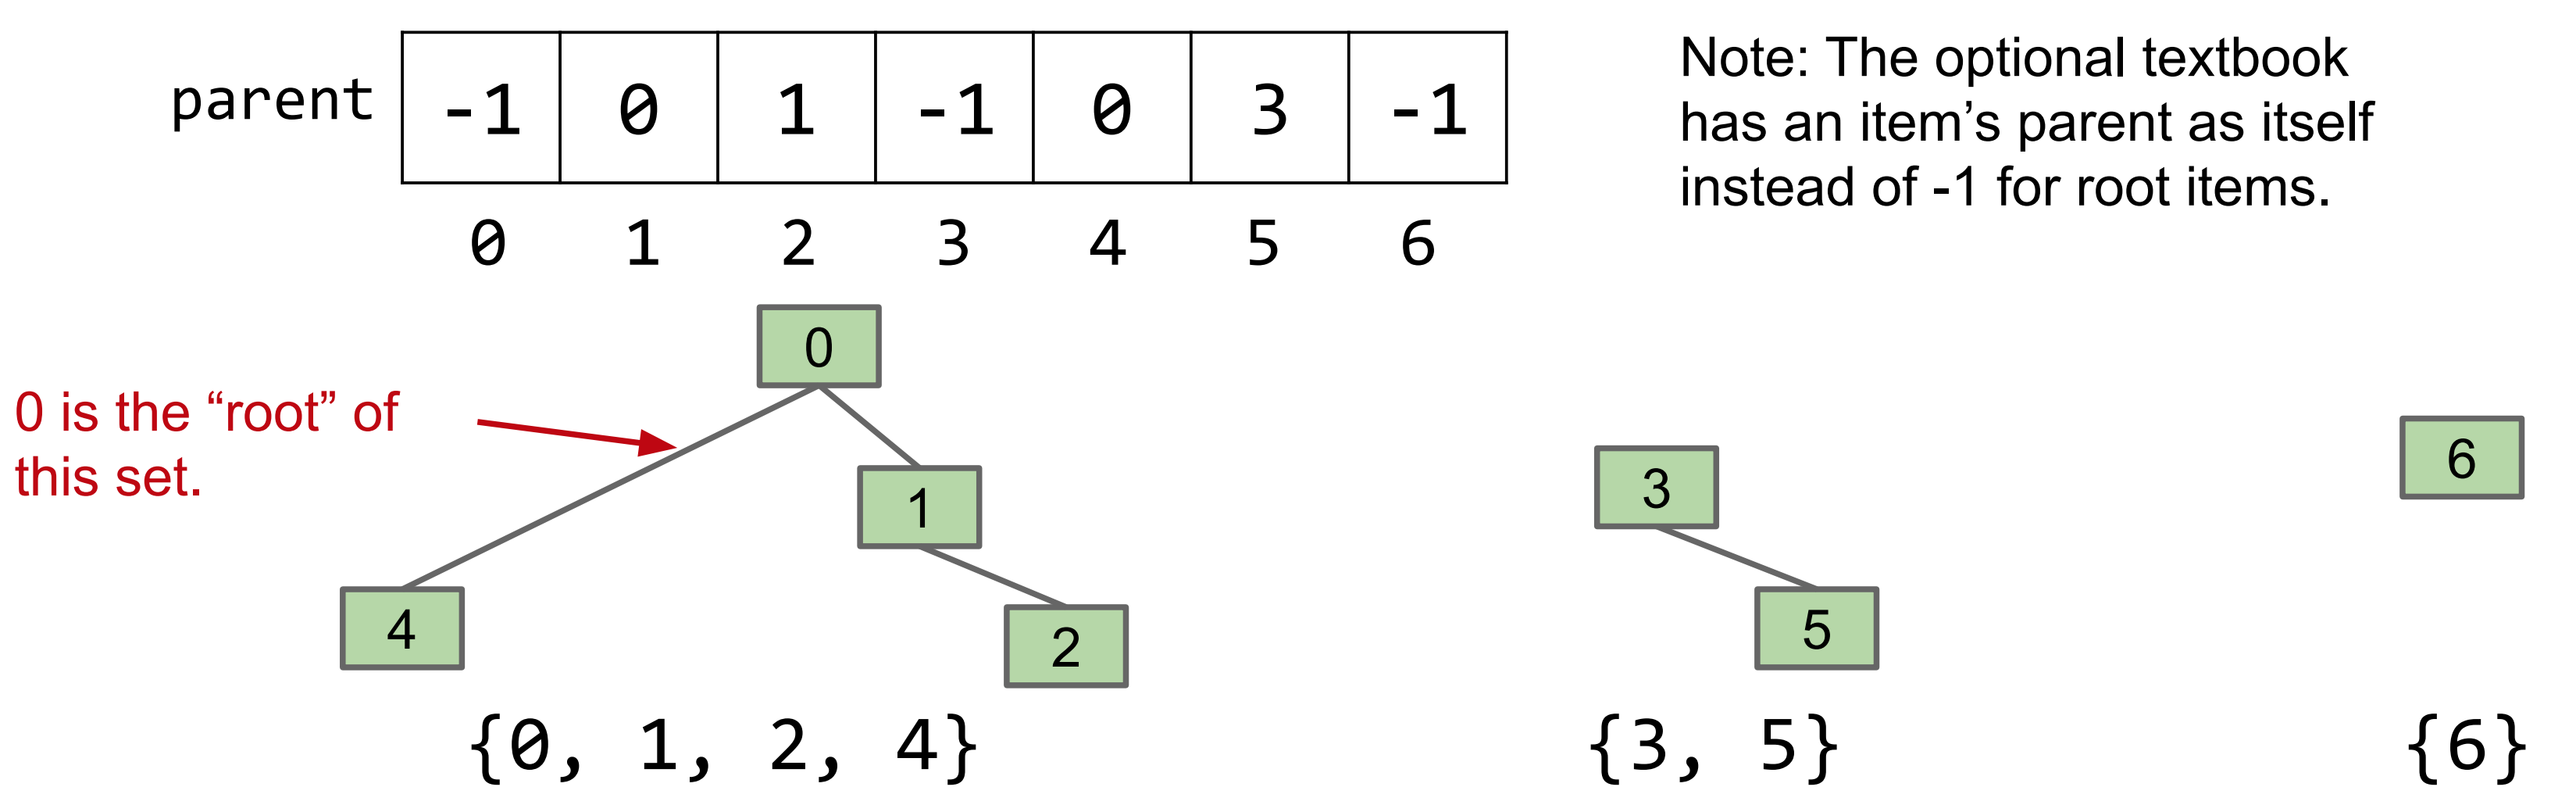 parent -1 0 1 -1 0 3 -1
0 1 2 3 4 5 6
Note: The optional textbook
has an item’s parent as itself
instead of -1 for root items.
0 is the “root” of
this set.
0
1
4
2
3
5
6
{0, 1, 2, 4}
{3, 5}
{6}